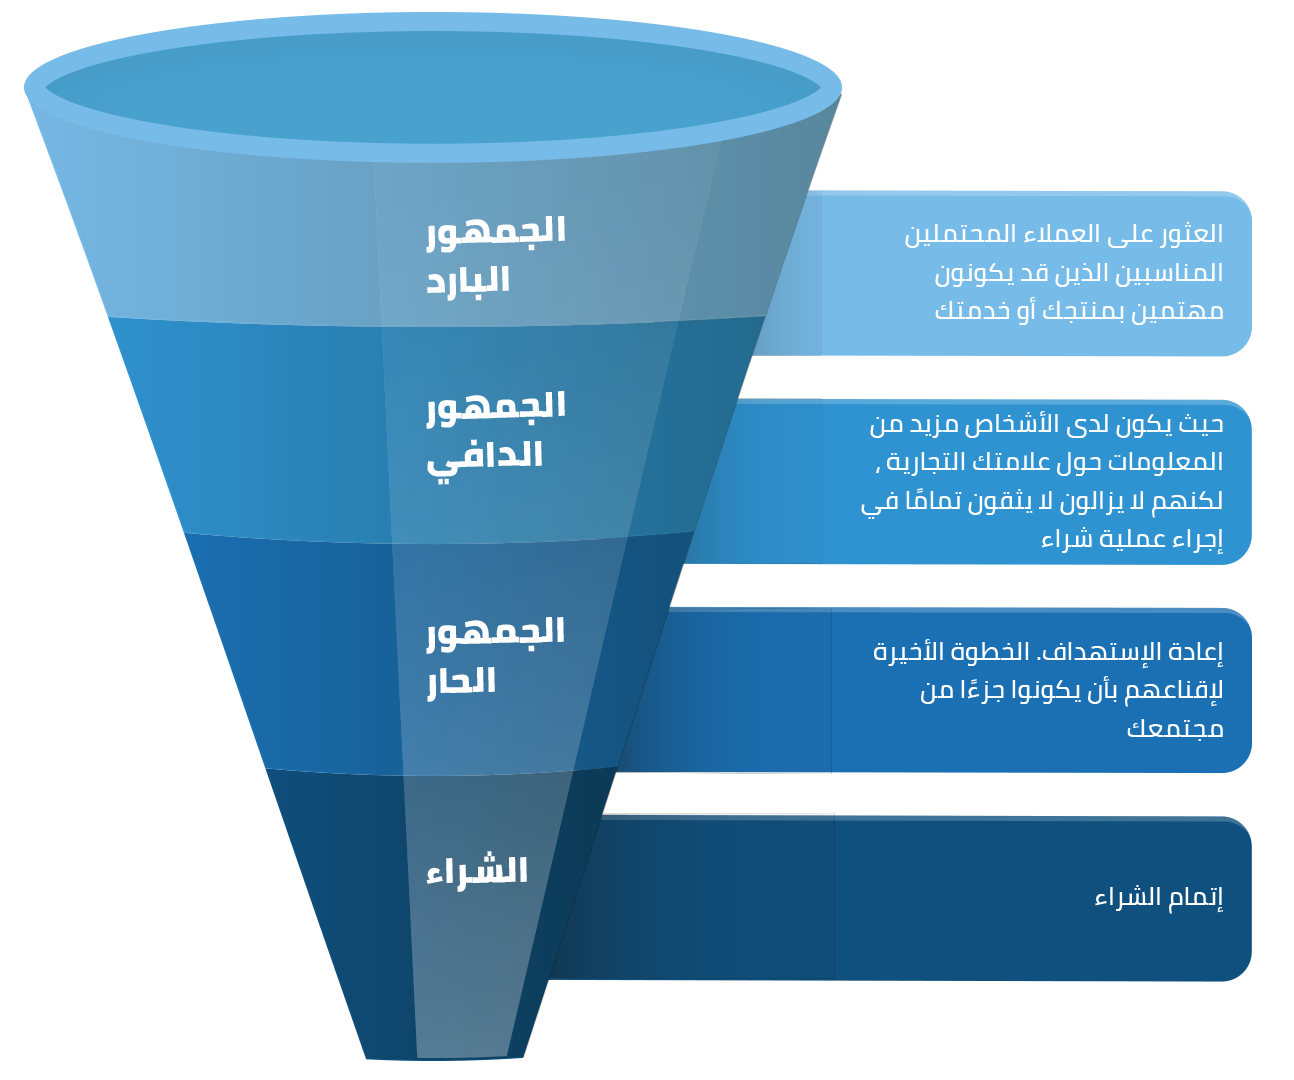 الجمهور
البارد
العثور على العملاء المحتملين
المناسبين الذين قد يكونون
مهتمين بمنتجك أو خدمتك
الجمهور
الدافي
حيث يكون لدى الأشخاص مزيد من
المعلومات حول علامتك التجارية ،
لكنهم لا يزالون لا يثقون تمامًا في
إجراء عملية شراء
الجمهور
الحار
إعادة الإستهداف. الخطوة الأخيرة
لإقناعهم بأن يكونوا جزءًا من
مجتمعك
الشراء
إتمام الشراء